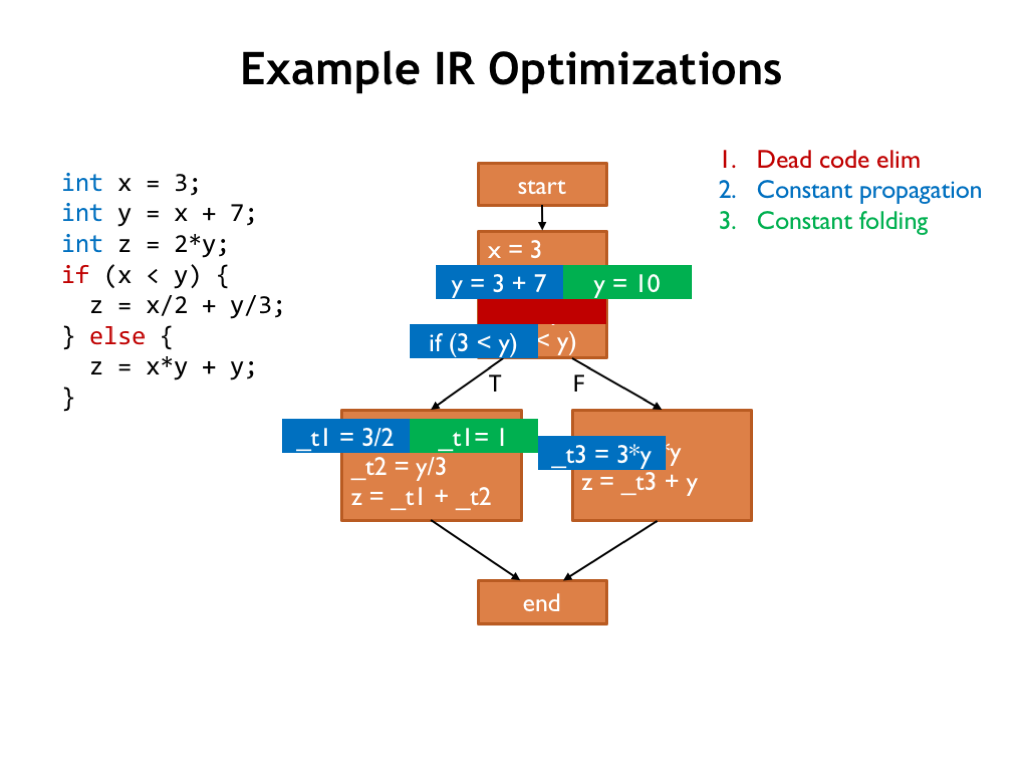 Example IR Optimizations
int x = 3;
int y = x + 7;
int z = 2*y;
if (x < y) {
  z = x/2 + y/3;
} else {
  z = x*y + y;
}
1. Dead code elim
2. Constant propagation
3. Constant folding
start
x = 3
y = 3 + 7 y = 10
if (3 < y) < y)
T F
_t1 = 3/2 _t1= 1
_t2 = y/3
z = _t1 + _t2
_t3 = 3*y *y
z = _t3 + y
end